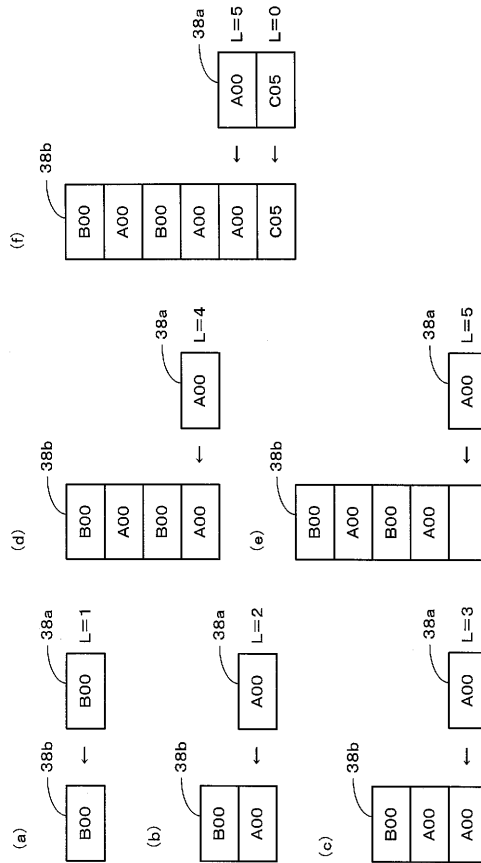 (a)
38b
38a
B00
←
B00
L=1
(b)
38b
38a
B00
A00
←
A00
L=2
(c)
38b
38a
B00
A00
A00
←
A00
L=3
(d)
38b
38a
B00
A00
B00
A00
←
A00
L=4
(e)
38b
38a
B00
A00
B00
A00
←
A00
L=5
(f)
38b
38a
B00
A00
B00
A00
A00
←
A00
L=5
C05
←
C05
L=0